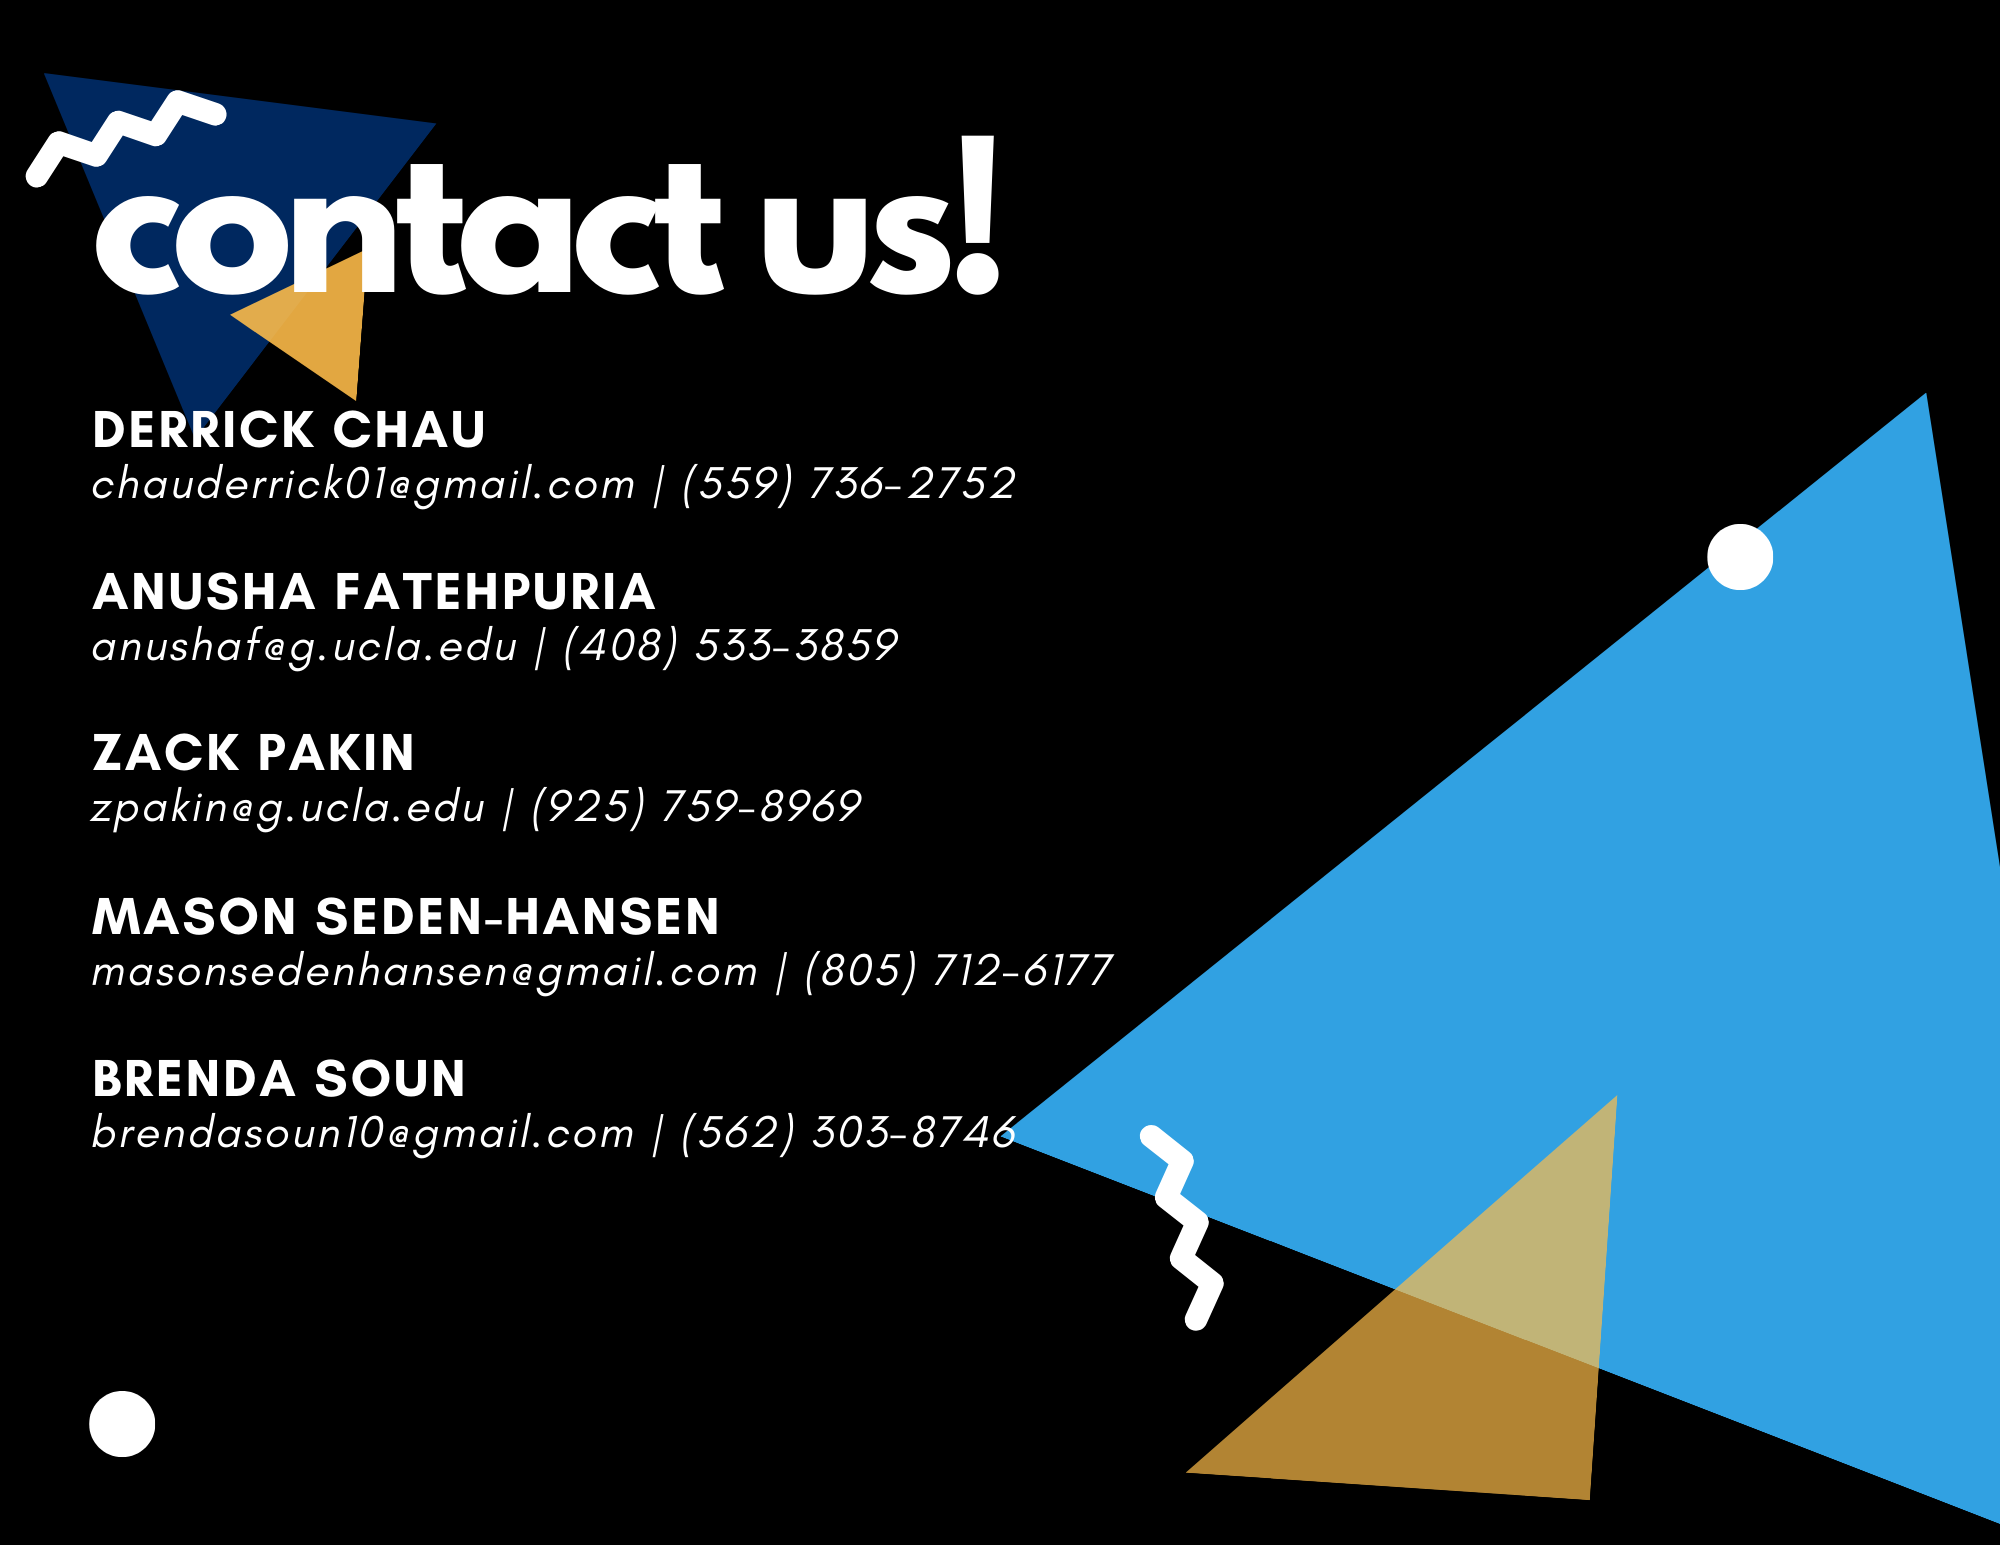 contact us!
DERRICK CHAU
chauderrick01@gmail.com | (559) 736-2752
ANUSHA FATEHPURIA
anushaf@g.ucla.edu | (408) 533-3859
ZACK PAKIN
zpakin@g.ucla.edu | (925) 759-8969
MASON SEDEN-HANSEN
masonsedenhansen@gmail.com | (805) 712-6177
BRENDA SOUN
brendasoun10@gmail.com | (562) 303-8746